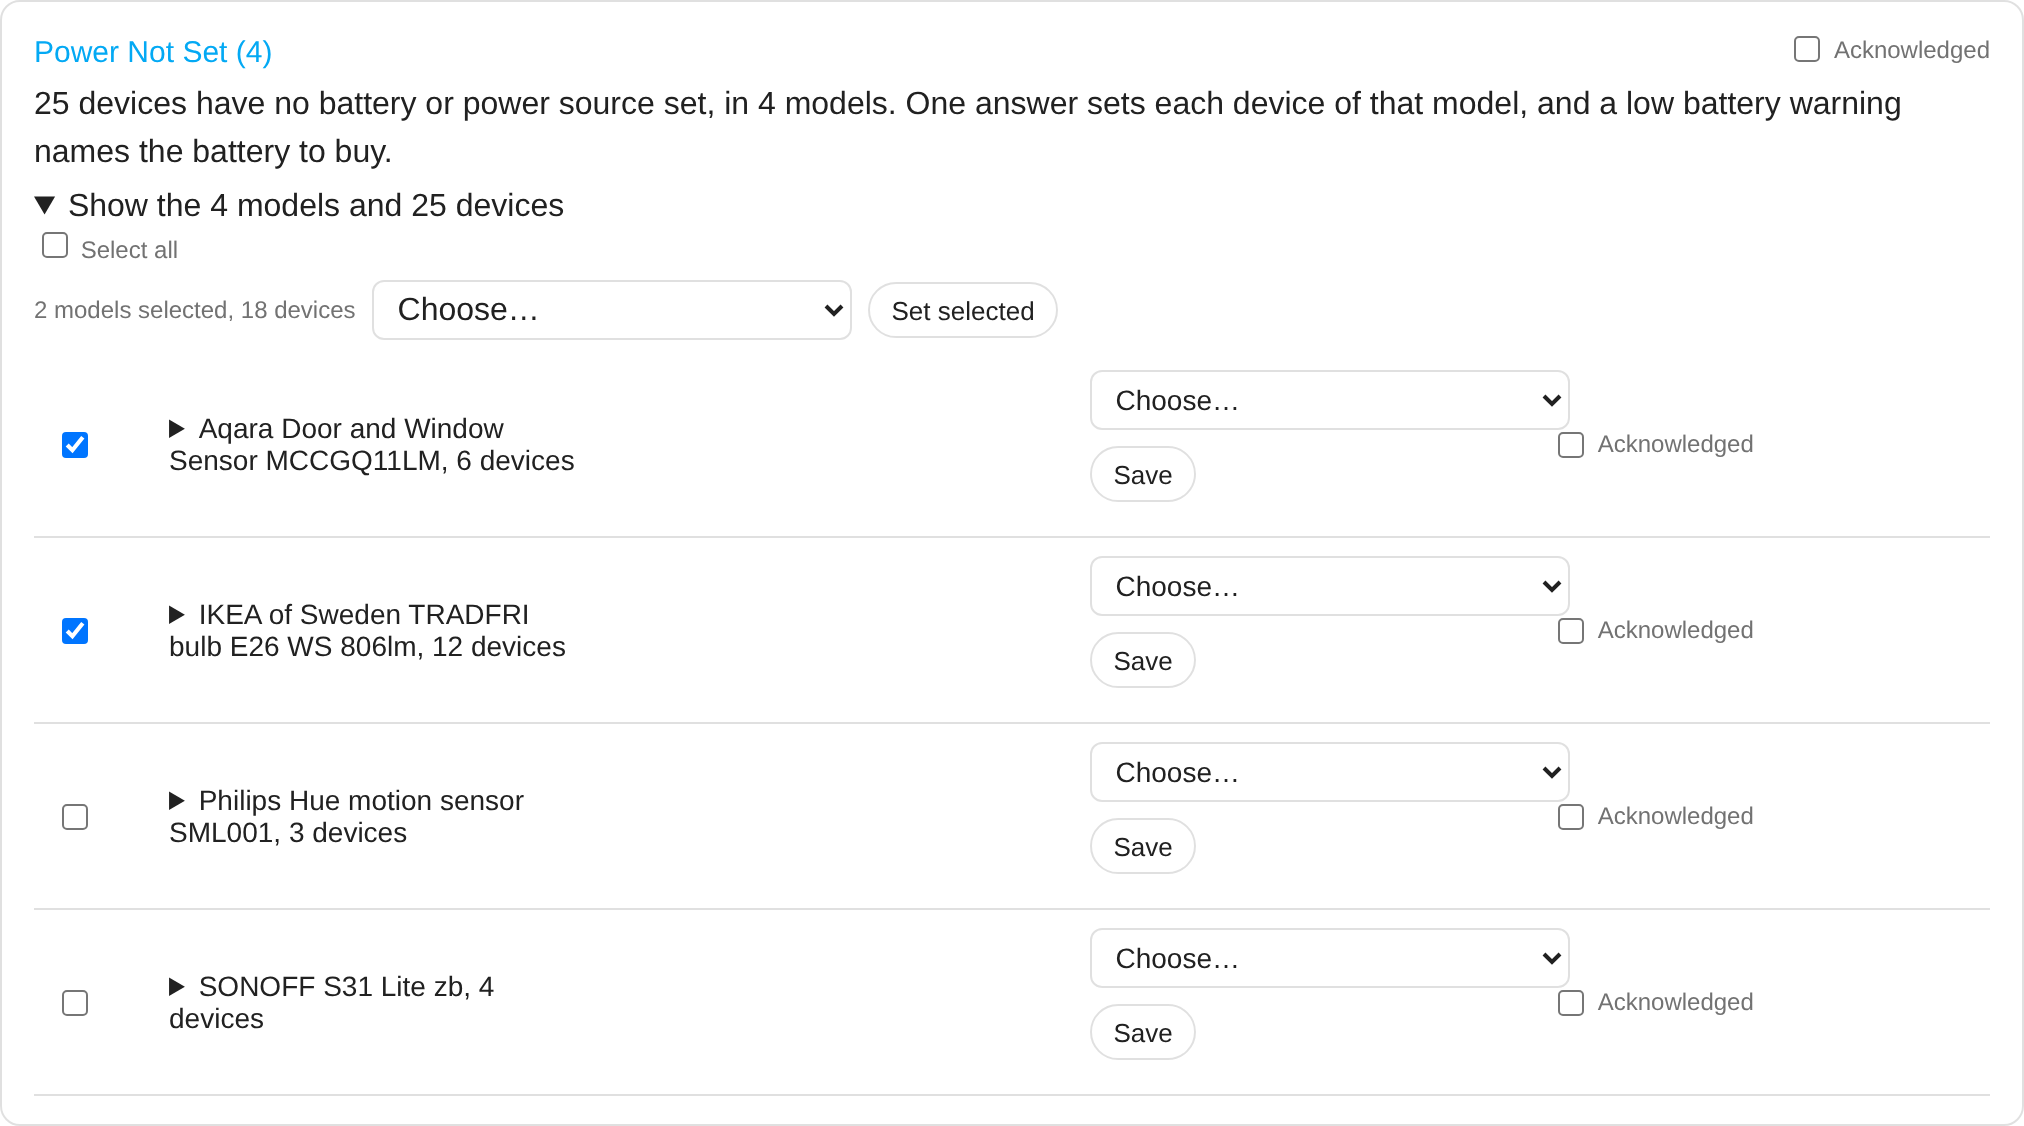 Power Not Set (4)
Acknowledged
25 devices have no battery or power source set, in 4 models. One answer sets each device of that model, and a low battery warning
names the battery to buy.
Show the 4 models and 25 devices
Select all
2 models selected, 18 devices
Choose…
Set selected
Aqara Door and Window
Sensor MCCGQ11LM, 6 devices
Choose…
Save
Acknowledged
IKEA of Sweden TRADFRI
bulb E26 WS 806lm, 12 devices
Choose…
Save
Acknowledged
Philips Hue motion sensor
SML001, 3 devices
Choose…
Save
Acknowledged
SONOFF S31 Lite zb, 4
devices
Choose…
Save
Acknowledged